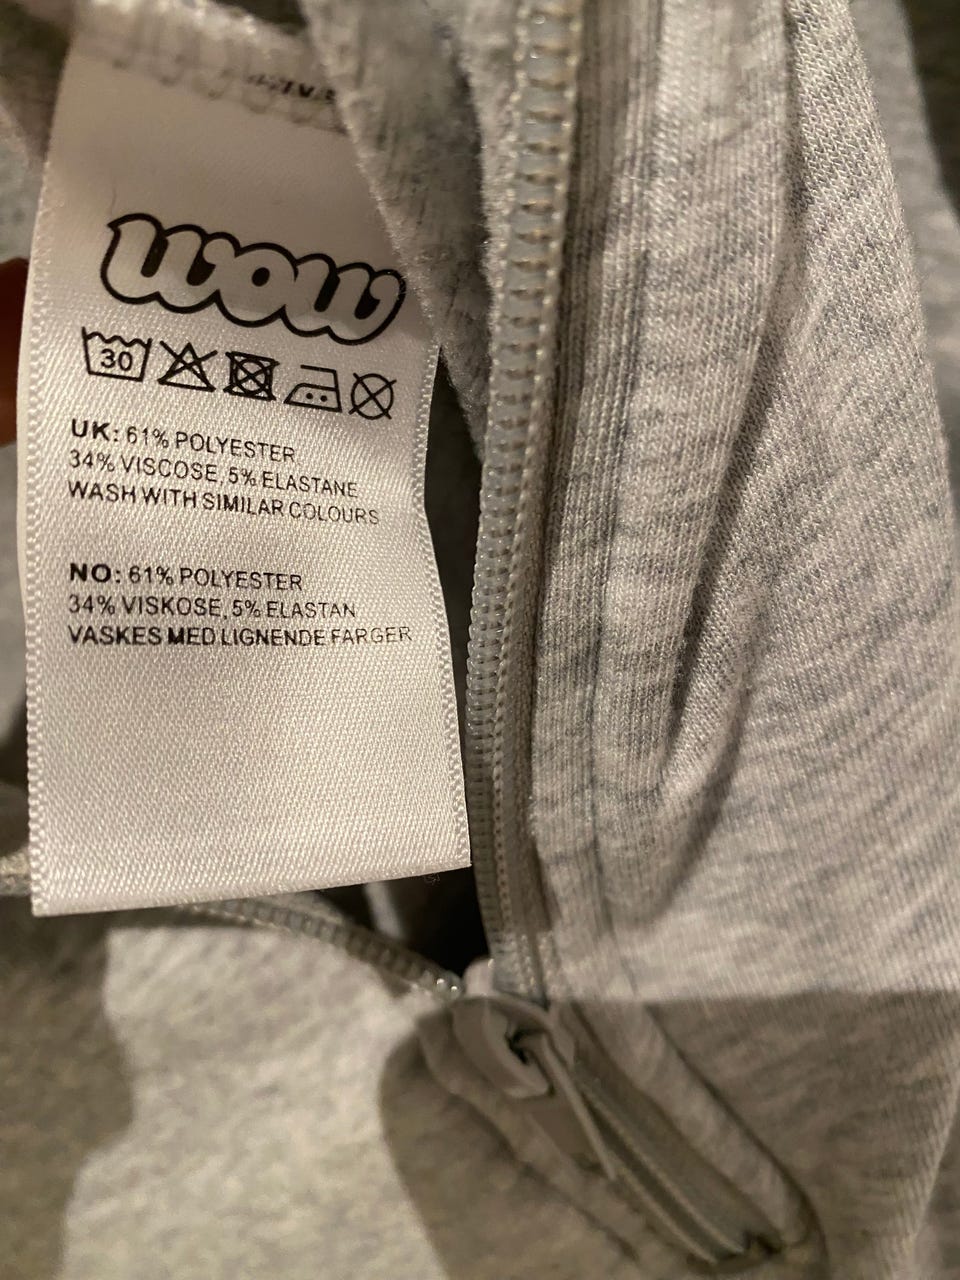 wow
30
UK: 61% POLYESTER
34% VISCOSE, 5% ELASTANE
WASH WITH SIMILAR COLOURS
NO: 61% POLYESTER
34% VISKOSE, 5% ELASTAN
VASKES MED LIGNENDE FARGER